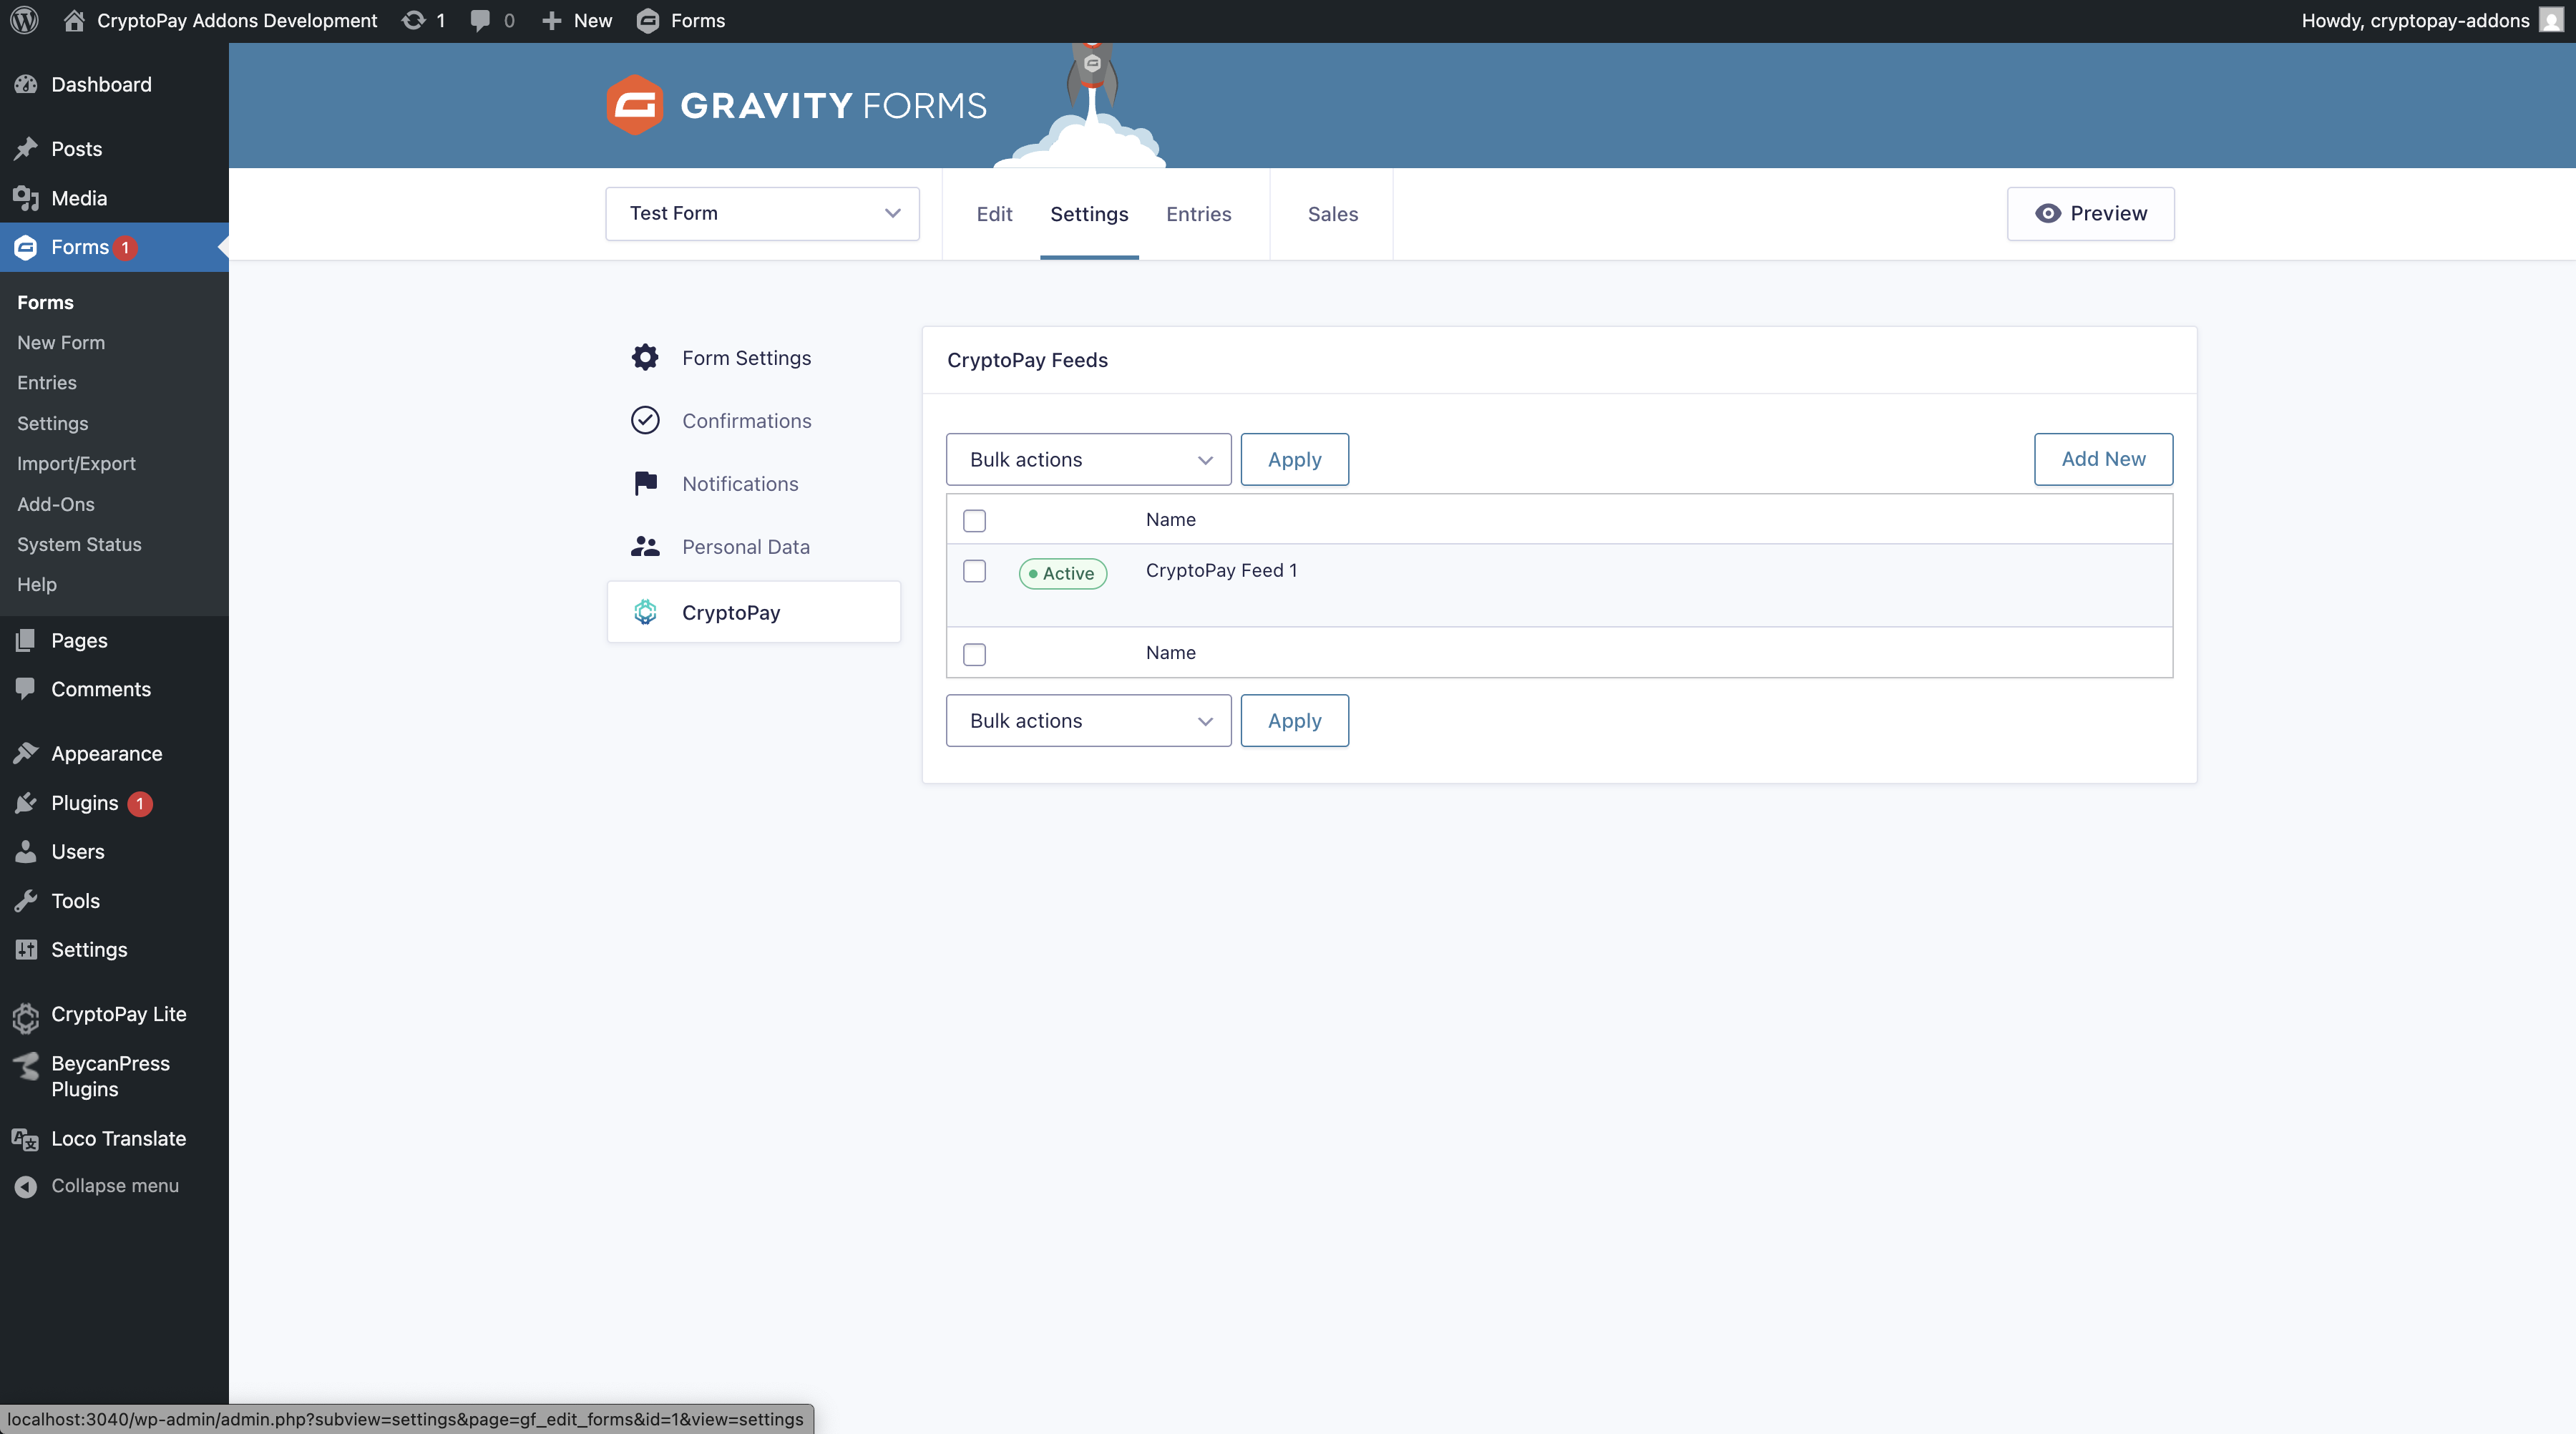 CryptoPay Addons Development
1
0
New
Forms
Howdy, cryptopay-addons
Dashboard
Posts
Media
Forms 1
Forms
New Form
Entries
Settings
Import/Export
Add-Ons
System Status
Help
Pages
Comments
Appearance
Plugins 1
Users
Tools
Settings
CryptoPay Lite
BeycanPress
Plugins
Loco Translate
Collapse menu
GRAVITY FORMS
Test Form
Edit
Settings
Entries
Sales
Preview
Form Settings
Confirmations
Notifications
Personal Data
CryptoPay
CryptoPay Feeds
Bulk actions
Apply
Add New
Name
Active
CryptoPay Feed 1
Name
Bulk actions
Apply
localhost:3040/wp-admin/admin.php?subview=settings&page=gf_edit_forms&id=1&view=settings